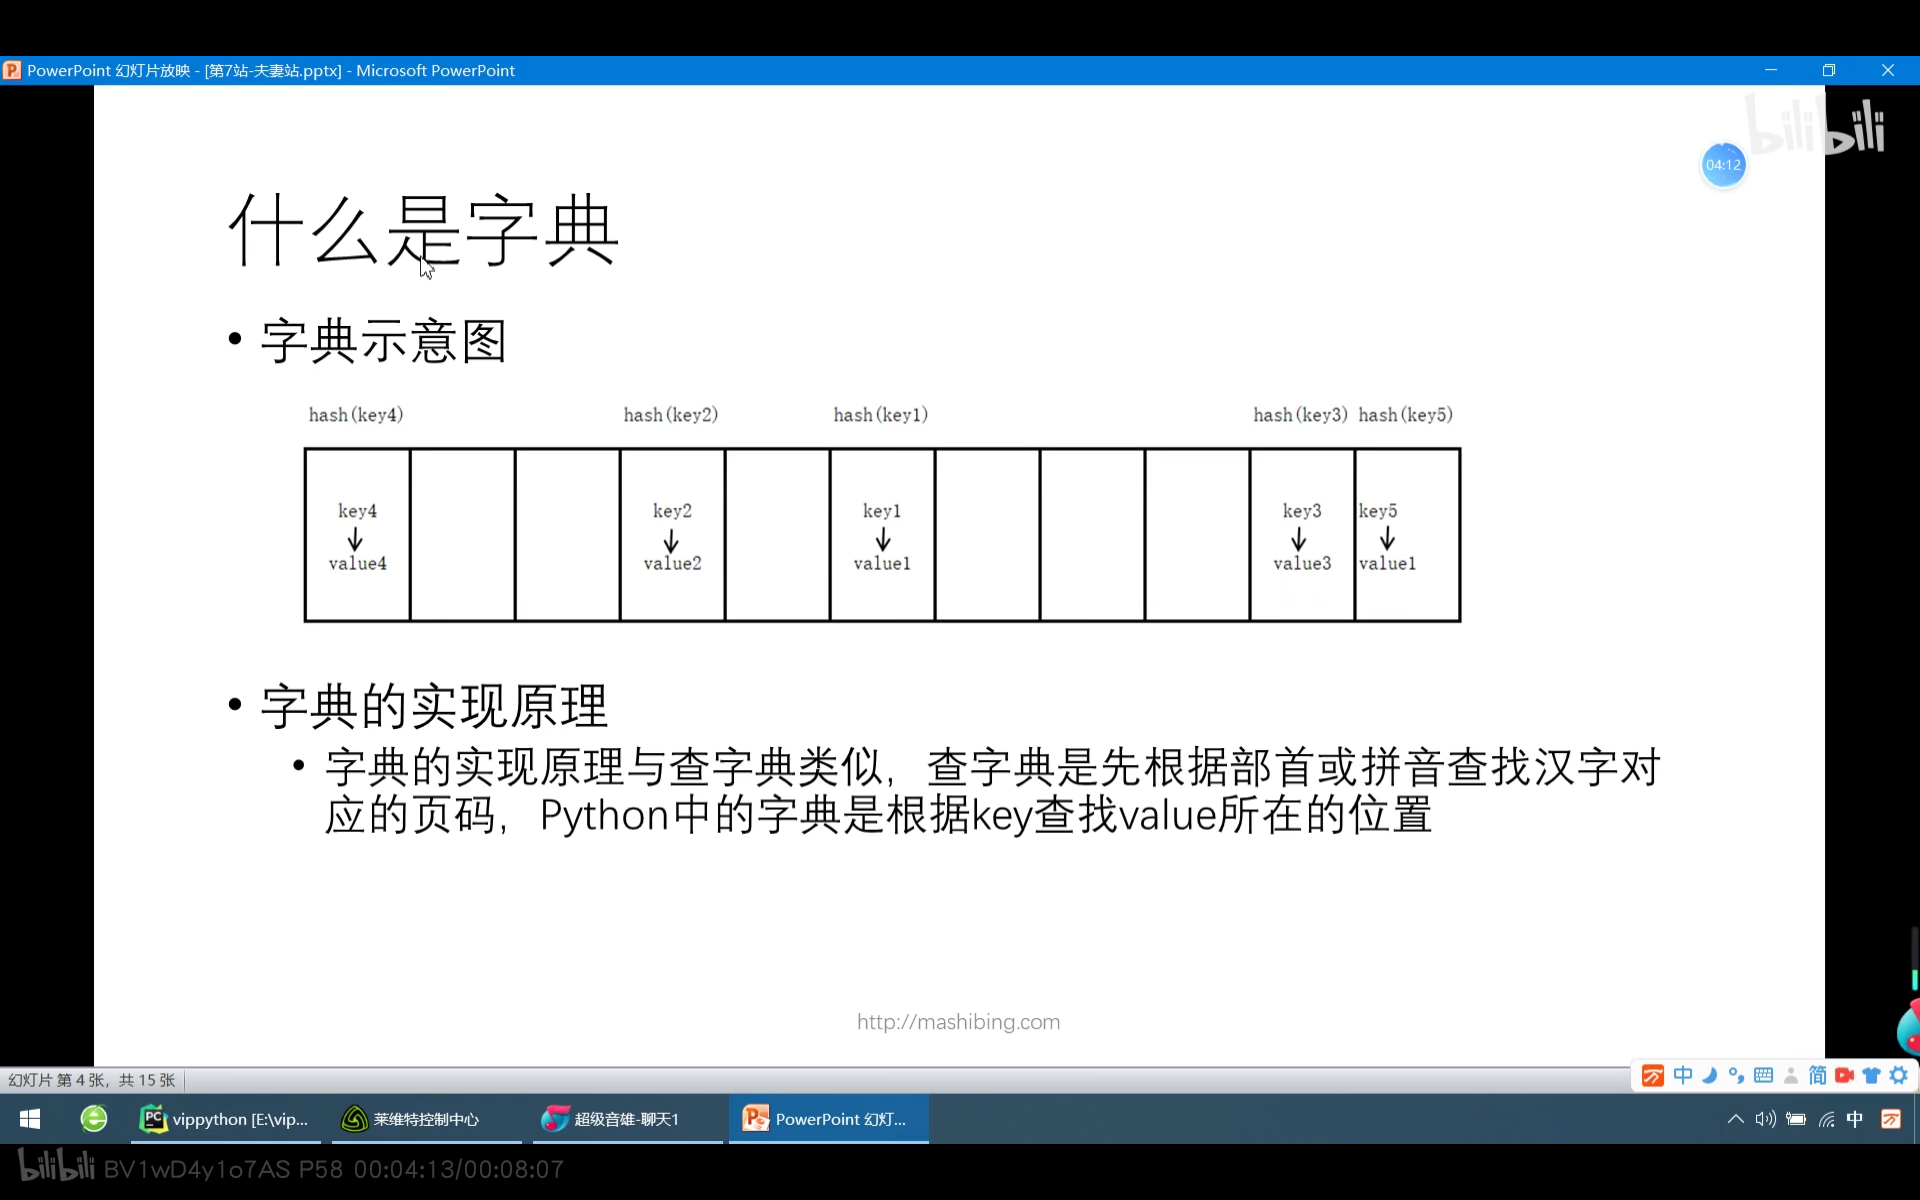 PowerPoint 幻灯片放映 - [第7站-夫妻站.pptx] - Microsoft PowerPoint
bilibili
04:12
什么是字典
• 字典示意图
hash(key4) hash(key2) hash(key1) hash(key3) hash(key5)
key4 key2 key1 key3 key5
value4 value2 value1 value3 value1
• 字典的实现原理
• 字典的实现原理与查字典类似，查字典是先根据部首或拼音查找汉字对
应的页码，Python中的字典是根据key查找value所在的位置
http://mashibing.com
幻灯片 第 4 张，共 15 张
中 简
vippython [E:\vip... 莱维特控制中心 超级音雄-聊天1 PowerPoint 幻灯... 中
bilibili BV1wD4y1o7AS P58 00:04:13/00:08:07